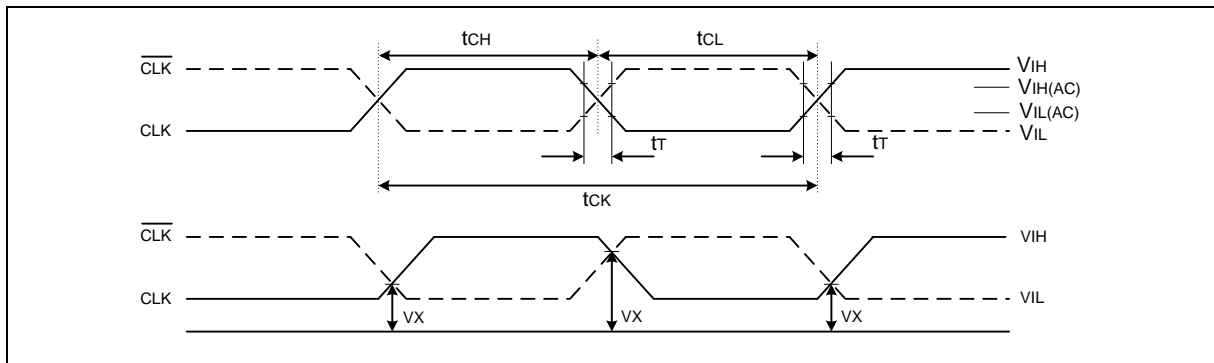 tCH tCL
CLK VIH
VIH(AC)
VIL(AC)
CLK VIL
tT tT
tCK
CLK VIH
CLK VIL
VX VX VX